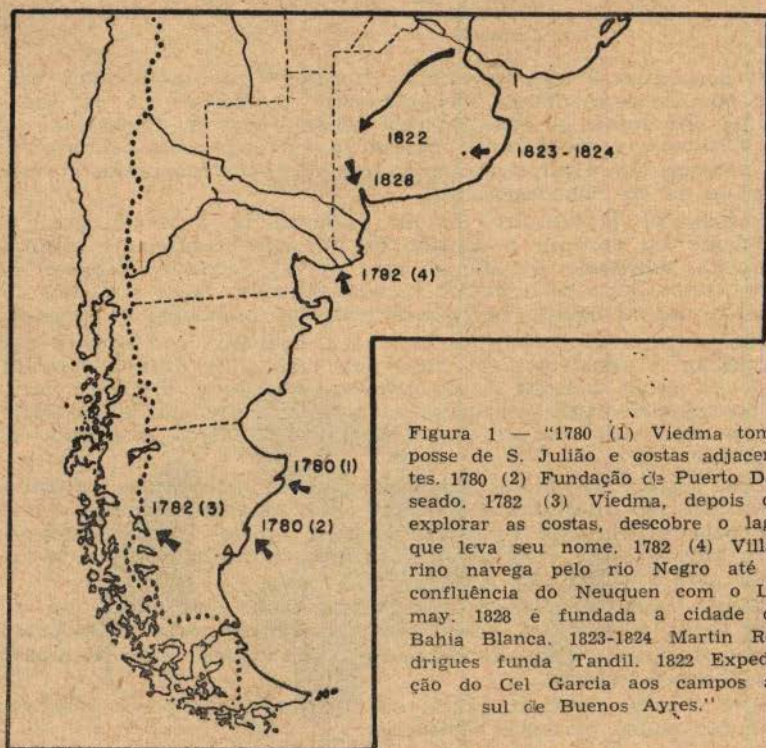 1822
1823-1824
1828
1782 (4)
1780 (1)
1782 (3)
1780 (2)
Figura 1 — “1780 (1) Viedma tom
posse de S. Julião e costas adjacen
tes. 1780 (2) Fundação de Puerto D
seado. 1782 (3) Viedma, depois d
explorar as costas, descobre o lag
que leva seu nome. 1782 (4) Vill
rino navega pelo rio Negro até
confluência do Neuquen com o L
may. 1828 é fundada a cidade d
Bahia Blanca. 1823-1824 Martin R
drigues funda Tandil. 1822 Exped
ção do Cel Garcia aos campos a
sul de Buenos Ayres.”